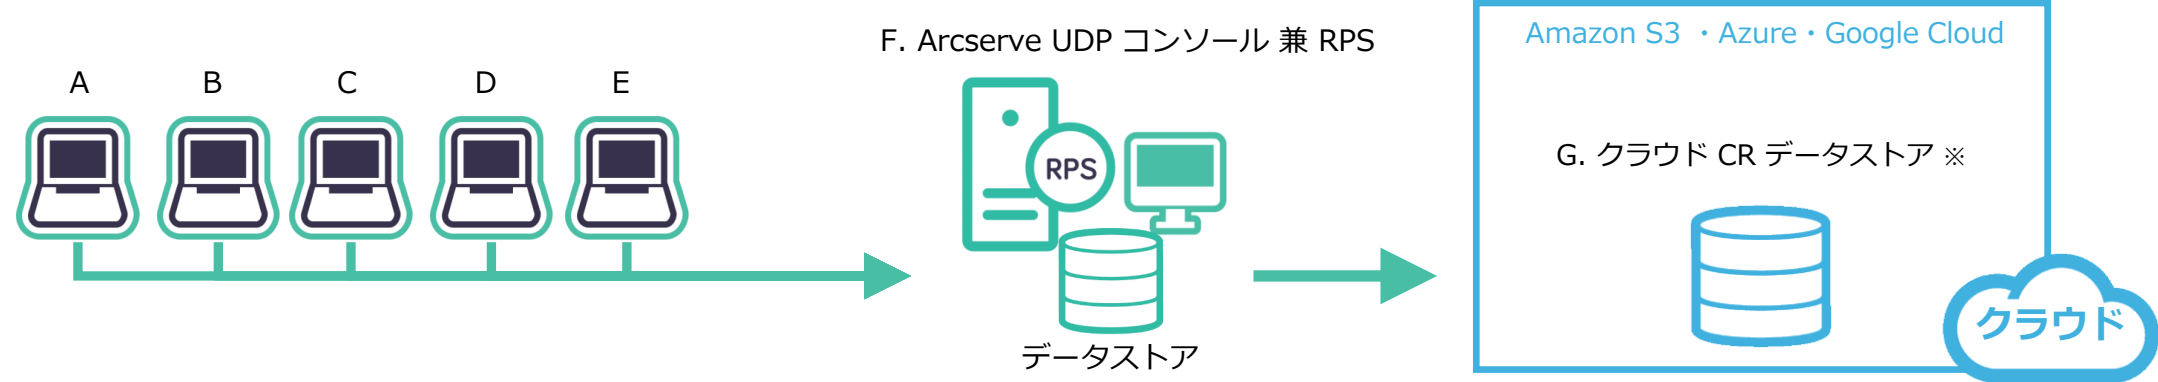 A
B
C
D
E
F. Arcserve UDP コンソール 兼 RPS
RPS
データストア
Amazon S3 ・Azure・Google Cloud
G. クラウド CR データストア ※
クラウド